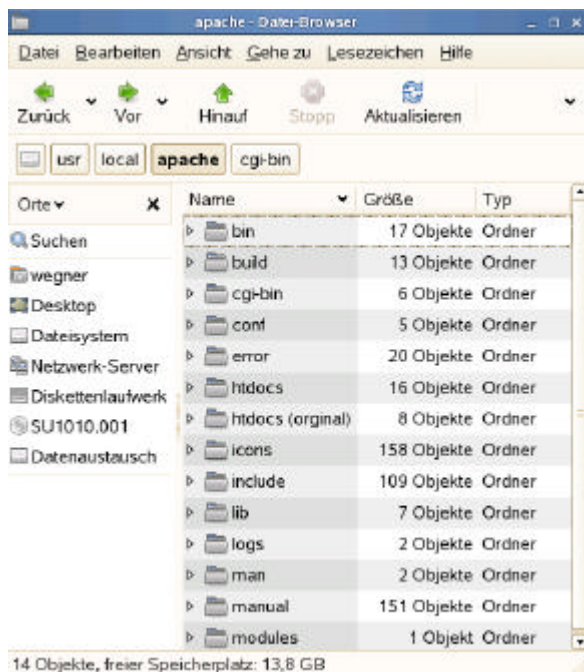 apache - Datei-Browser
Datei Bearbeiten Ansicht Gehe zu Lesezeichen Hilfe
Zurück Vor Hinauf Stopp Aktualisieren
usr local apache cgi-bin
Orte
Suchen
wegner
Desktop
Dateisystem
Netzwerk-Server
Diskettenlaufwerk
SU1010.001
Datenaustausch
Name Größe Typ
bin 17 Objekte Ordner
build 13 Objekte Ordner
cgi-bin 6 Objekte Ordner
conf 5 Objekte Ordner
error 20 Objekte Ordner
htdocs 16 Objekte Ordner
htdocs (orginal) 8 Objekte Ordner
icons 158 Objekte Ordner
include 109 Objekte Ordner
lib 7 Objekte Ordner
logs 2 Objekte Ordner
man 2 Objekte Ordner
manual 151 Objekte Ordner
modules 1 Objekt Ordner
14 Objekte, freier Speicherplatz: 13,8 GB